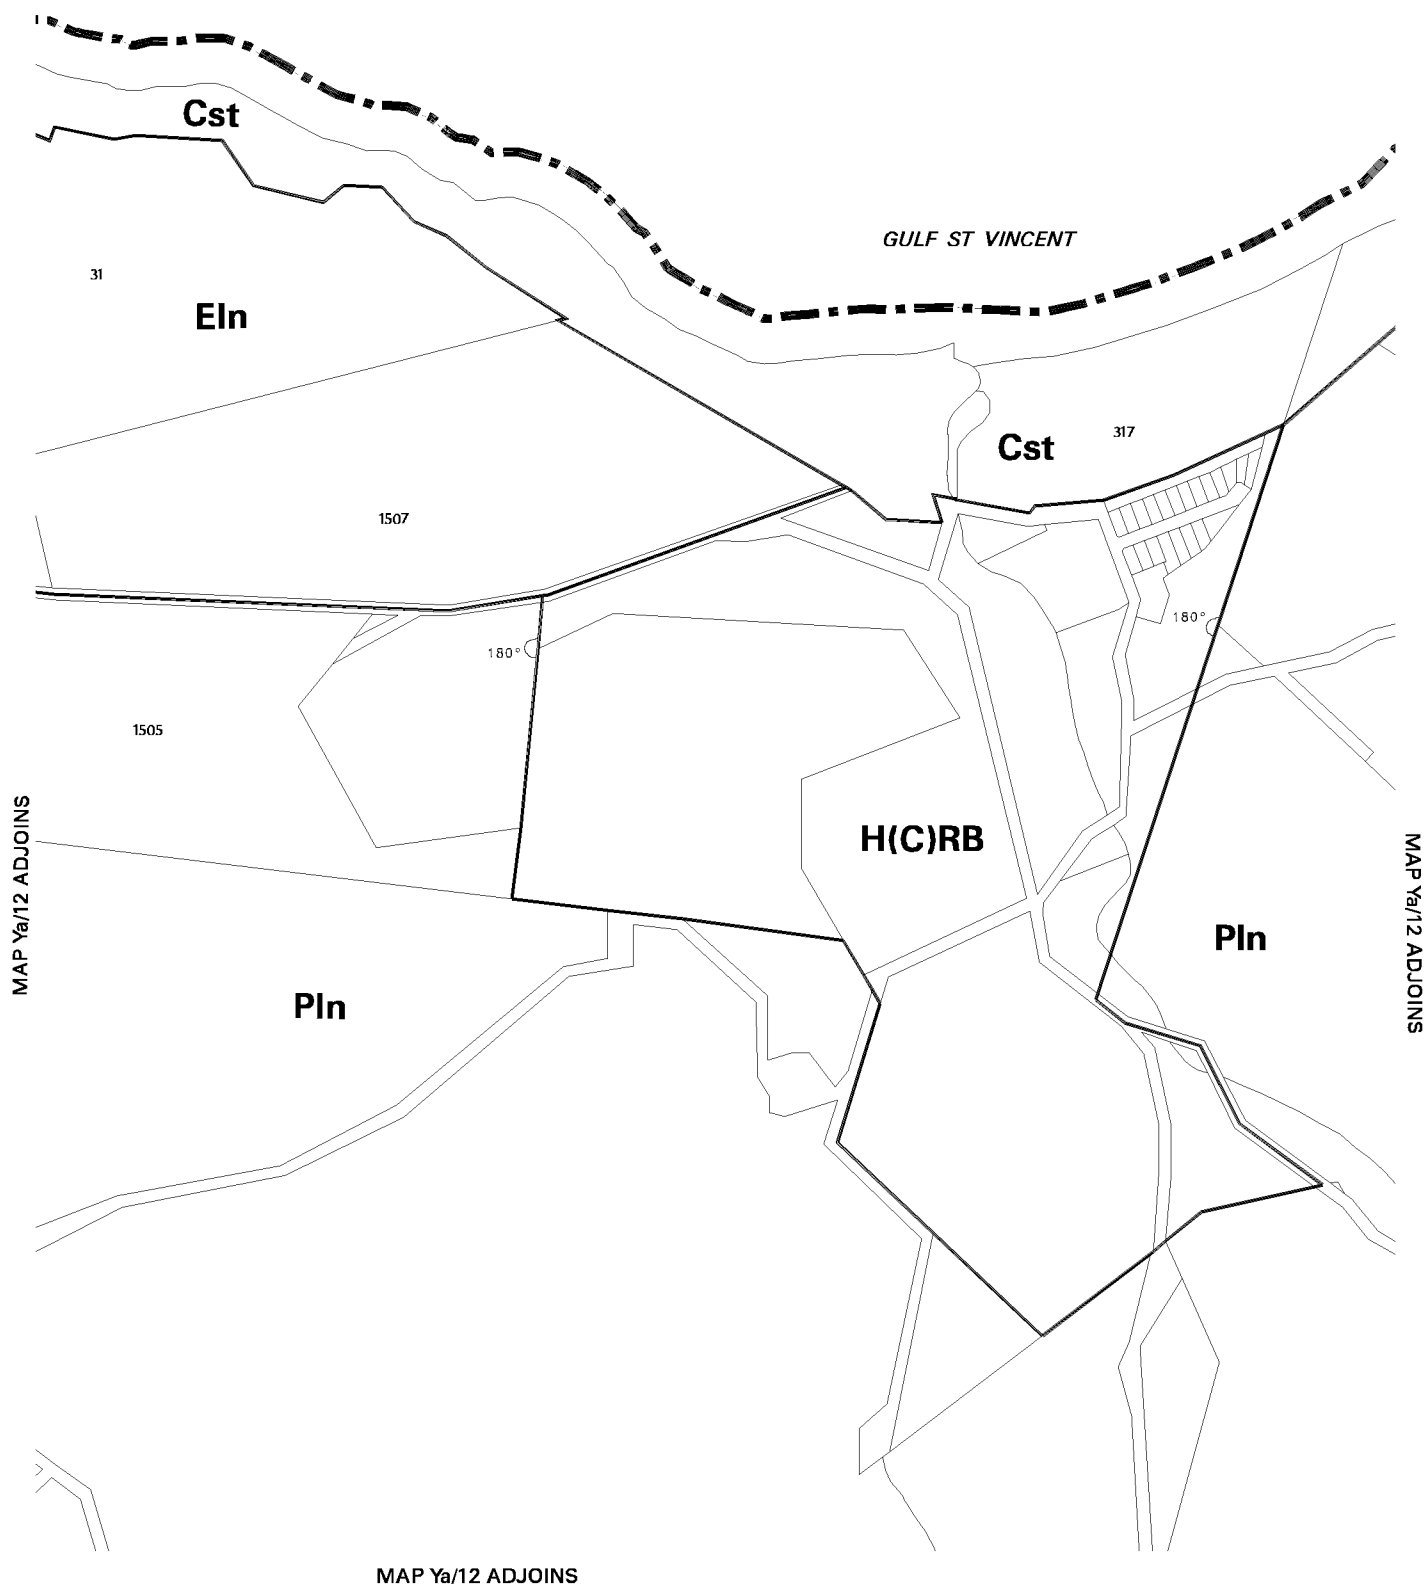 Cst
GULF ST VINCENT
31
Eln
317
Cst
1507
180°
180°
1505
H(C)RB
MAP Ya/12 ADJOINS
MAP Ya/12 ADJOINS
Pln
Pln
MAP Ya/12 ADJOINS